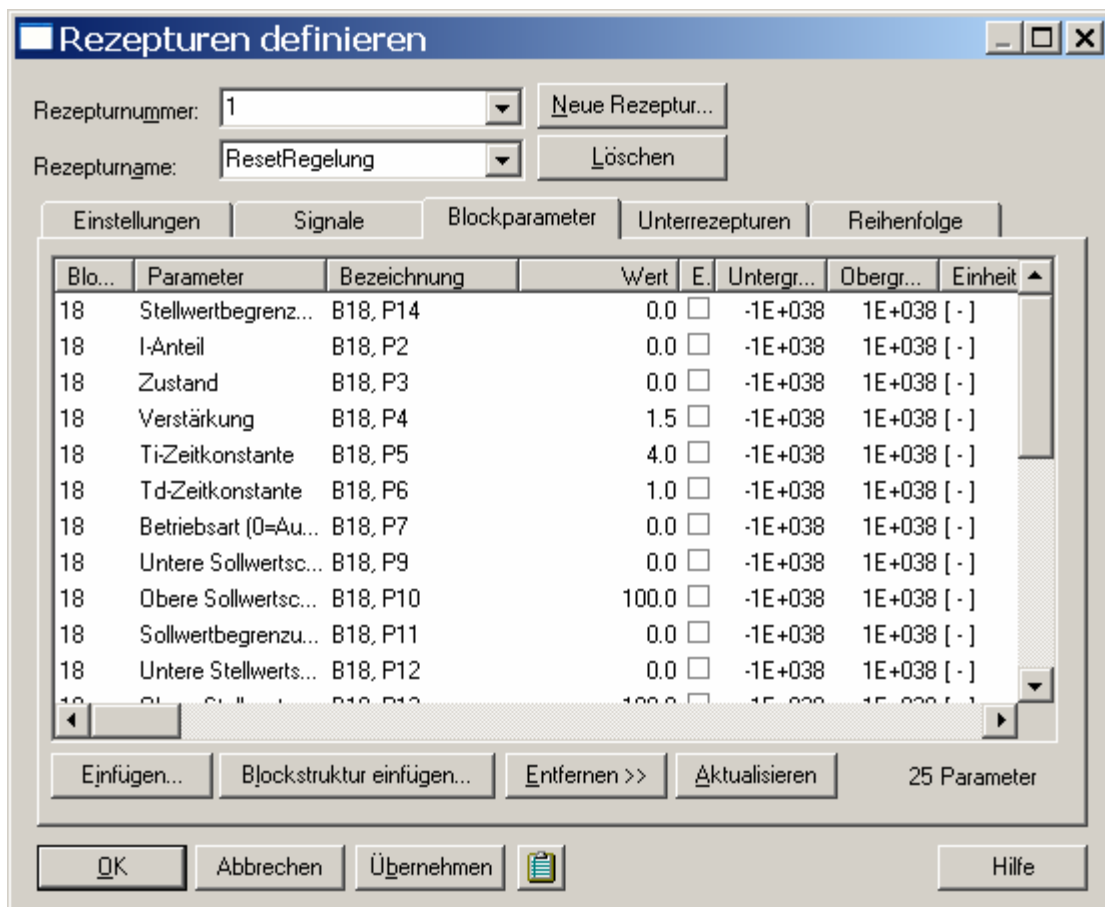 Rezepturen definieren
Rezepturnummer: 1 Neue Rezeptur...
Rezepturname: ResetRegelung Löschen
Einstellungen Signale Blockparameter Unterrezepturen Reihenfolge
Blo... Parameter Bezeichnung Wert E. Untergr... Obergr... Einheit
18 Stellwertbegrenz... B18, P14 0.0 -1E+038 1E+038 [ - ]
18 I-Anteil B18, P2 0.0 -1E+038 1E+038 [ - ]
18 Zustand B18, P3 0.0 -1E+038 1E+038 [ - ]
18 Verstärkung B18, P4 1.5 -1E+038 1E+038 [ - ]
18 Ti-Zeitkonstante B18, P5 4.0 -1E+038 1E+038 [ - ]
18 Td-Zeitkonstante B18, P6 1.0 -1E+038 1E+038 [ - ]
18 Betriebsart (0=Au... B18, P7 0.0 -1E+038 1E+038 [ - ]
18 Untere Sollwertsc... B18, P9 0.0 -1E+038 1E+038 [ - ]
18 Obere Sollwertsc... B18, P10 100.0 -1E+038 1E+038 [ - ]
18 Sollwertbegrenzu... B18, P11 0.0 -1E+038 1E+038 [ - ]
18 Untere Stellwerts... B18, P12 0.0 -1E+038 1E+038 [ - ]
Einfügen... Blockstruktur einfügen... Entfernen >> Aktualisieren 25 Parameter
OK Abbrechen Übernehmen Hilfe